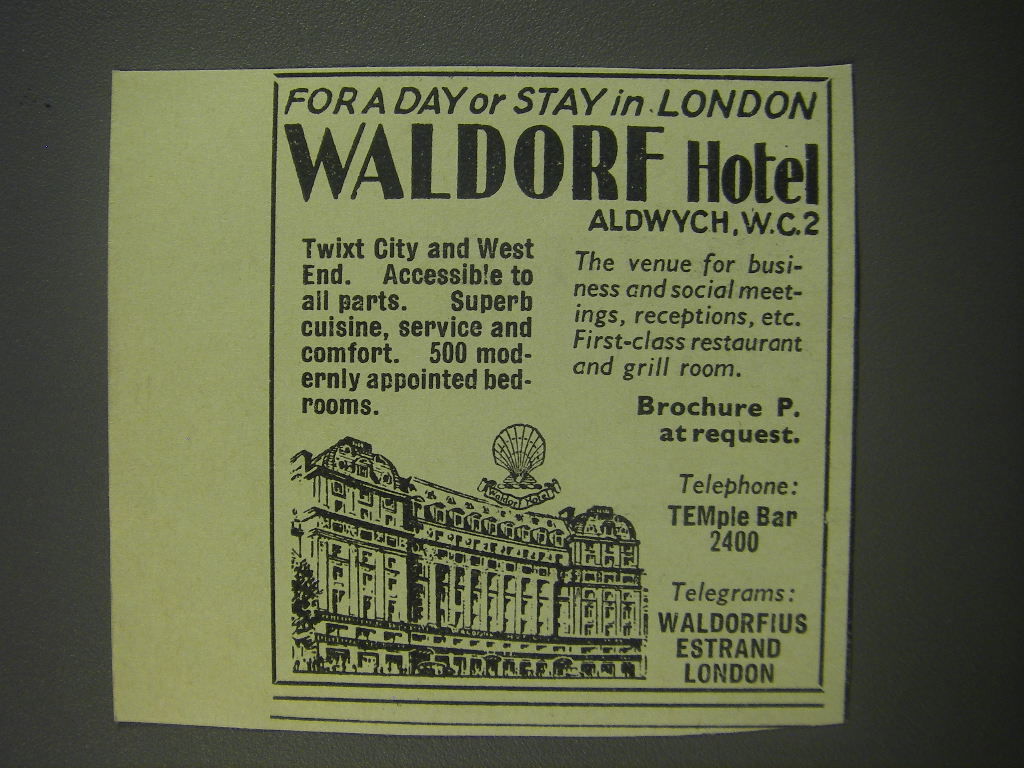 FOR A DAY or STAY in LONDON
WALDORF Hotel
ALDWYCH, W.C.2
Twixt City and West
End. Accessible to
all parts. Superb
cuisine, service and
comfort. 500 mod-
ernly appointed bed-
rooms.
The venue for busi-
ness and social meet-
ings, receptions, etc.
First-class restaurant
and grill room.
Brochure P.
at request.
Waldorf Hotel
Telephone:
TEMple Bar
2400
Telegrams:
WALDORFIUS
ESTRAND
LONDON